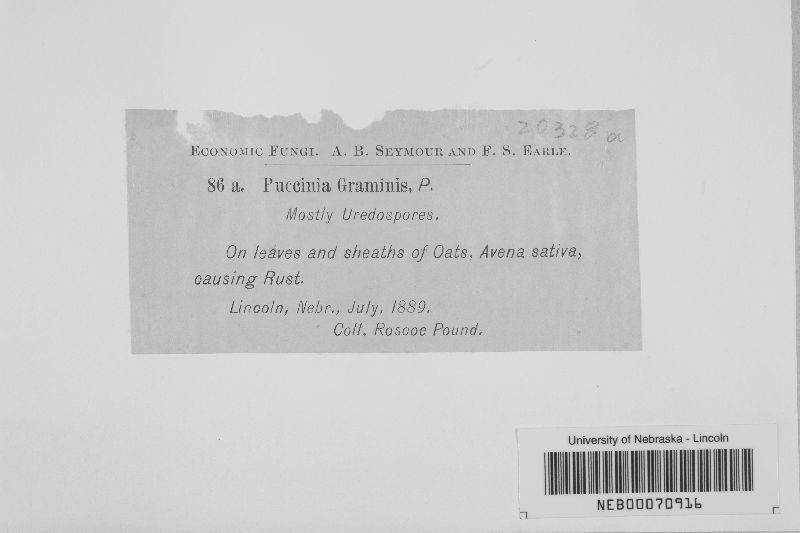 20328 a
ECONOMIC FUNGI. A. B. SEYMOUR AND F. S. EARLE.
86 a. Puccinia Graminis, P.
Mostly Uredospores.
On leaves and sheaths of Oats, Avena sativa,
causing Rust.
Lincoln, Nebr., July, 1889.
Coll. Roscoe Pound.
University of Nebraska - Lincoln
NEB00070916